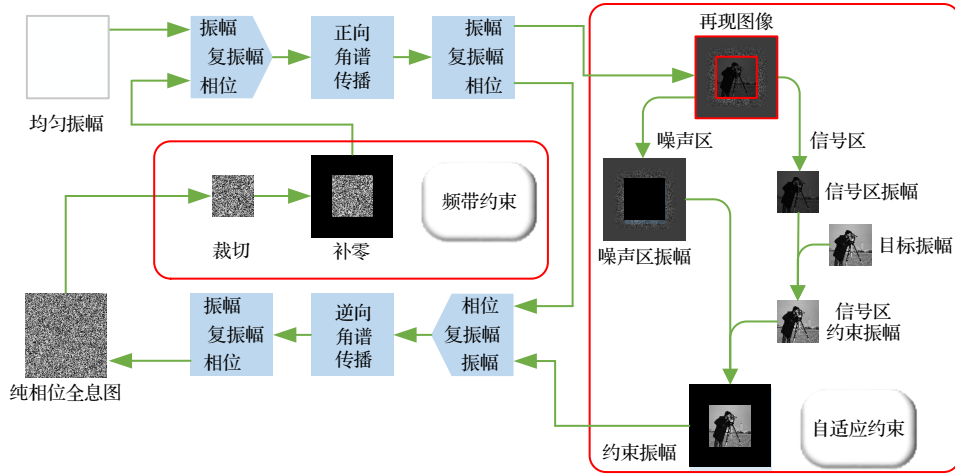 均匀振幅
振幅
复振幅
相位
正向
角谱
传播
振幅
复振幅
相位
再现图像
噪声区
信号区
噪声区振幅
信号区振幅
目标振幅
信号区
约束振幅
约束振幅
自适应约束
裁切
补零
频带约束
纯相位全息图
振幅
复振幅
相位
逆向
角谱
传播
相位
复振幅
振幅